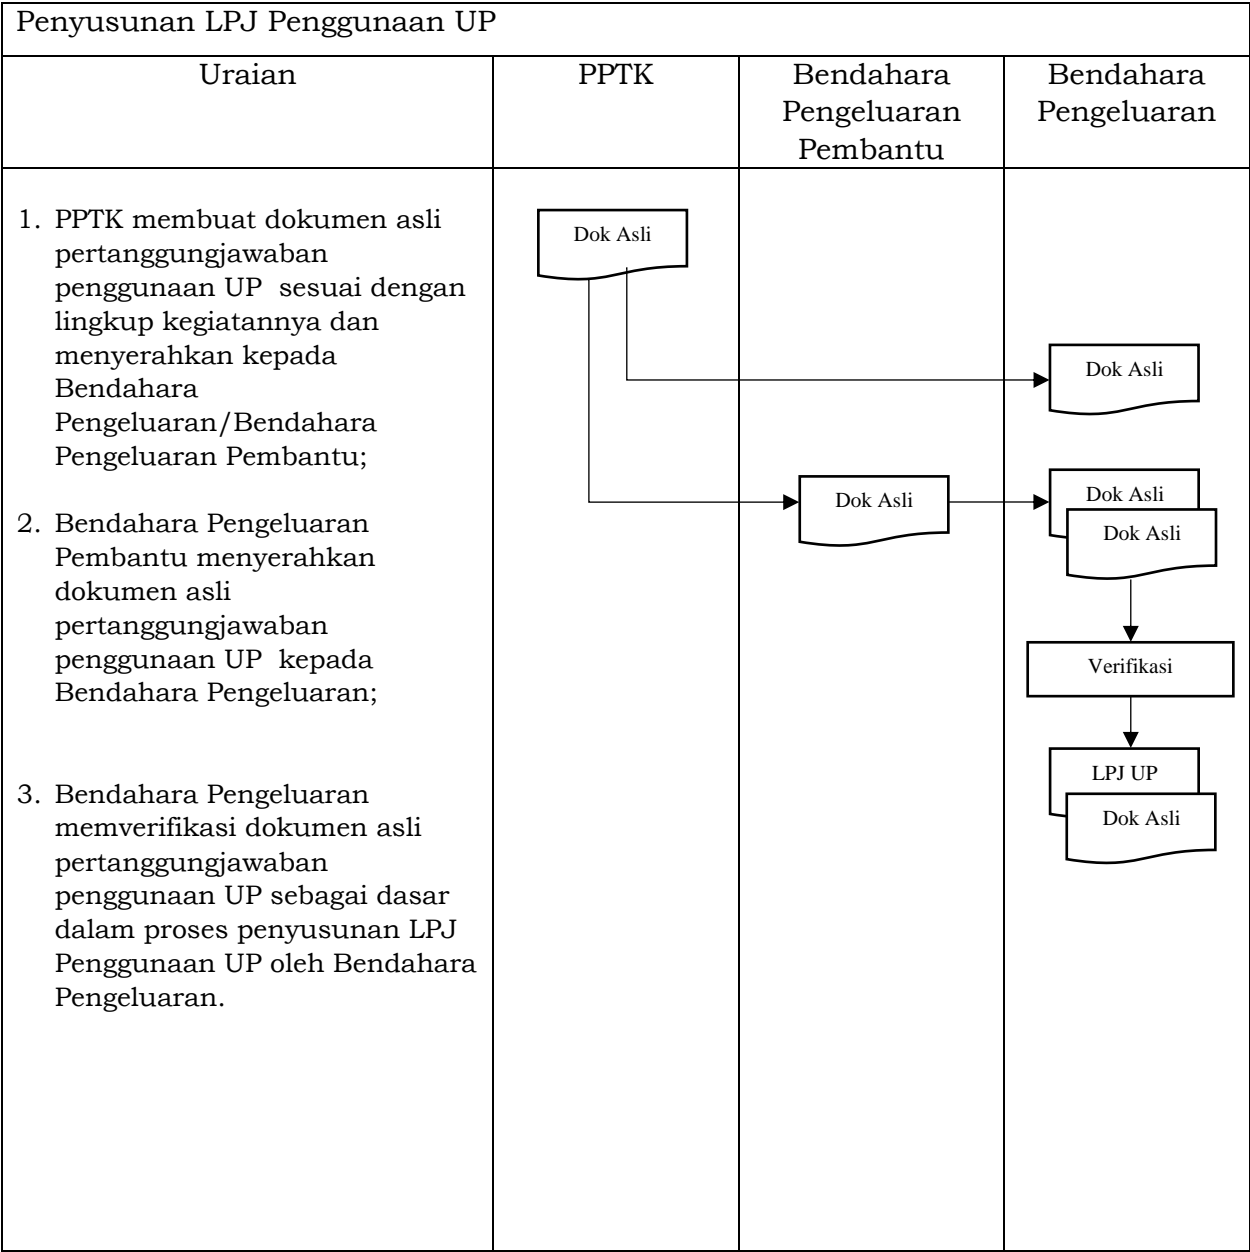 Penyusunan LPJ Penggunaan UP
Uraian
PPTK
Bendahara
Pengeluaran
Pembantu
Bendahara
Pengeluaran
1. PPTK membuat dokumen asli
pertanggungjawaban
penggunaan UP  sesuai dengan
lingkup kegiatannya dan
menyerahkan kepada
Bendahara
Pengeluaran/Bendahara
Pengeluaran Pembantu;
2. Bendahara Pengeluaran
Pembantu menyerahkan
dokumen asli
pertanggungjawaban
penggunaan UP  kepada
Bendahara Pengeluaran;
3. Bendahara Pengeluaran
memverifikasi dokumen asli
pertanggungjawaban
penggunaan UP sebagai dasar
dalam proses penyusunan LPJ
Penggunaan UP oleh Bendahara
Pengeluaran.
Dok Asli
Dok Asli
Dok Asli
Dok Asli
Dok Asli
Verifikasi
LPJ UP
Dok Asli